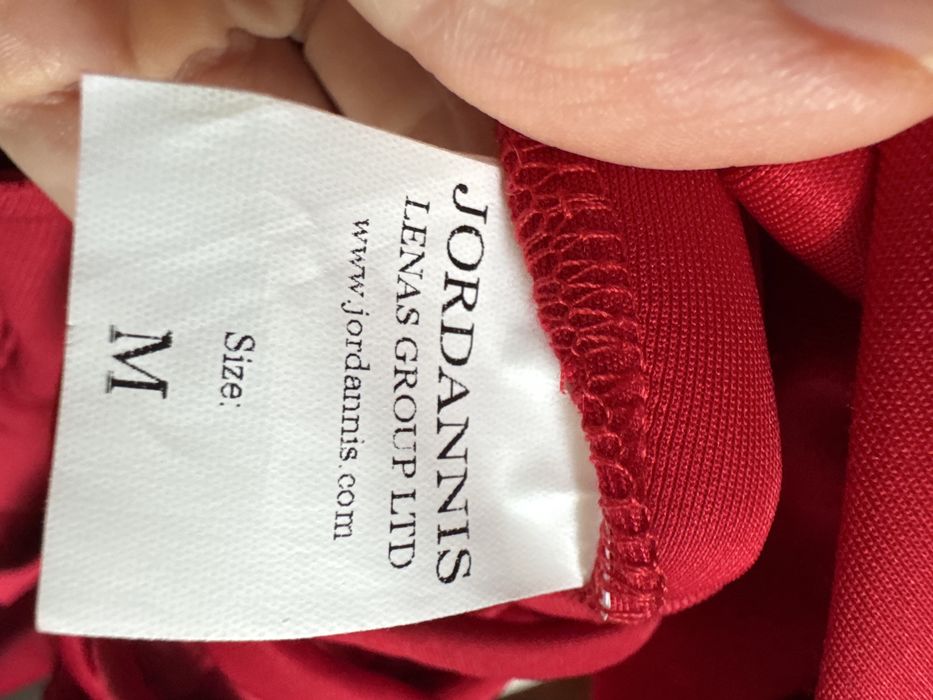 JORDANNIS
LENAS GROUP LTD
www.jordannis.com
Size:
M